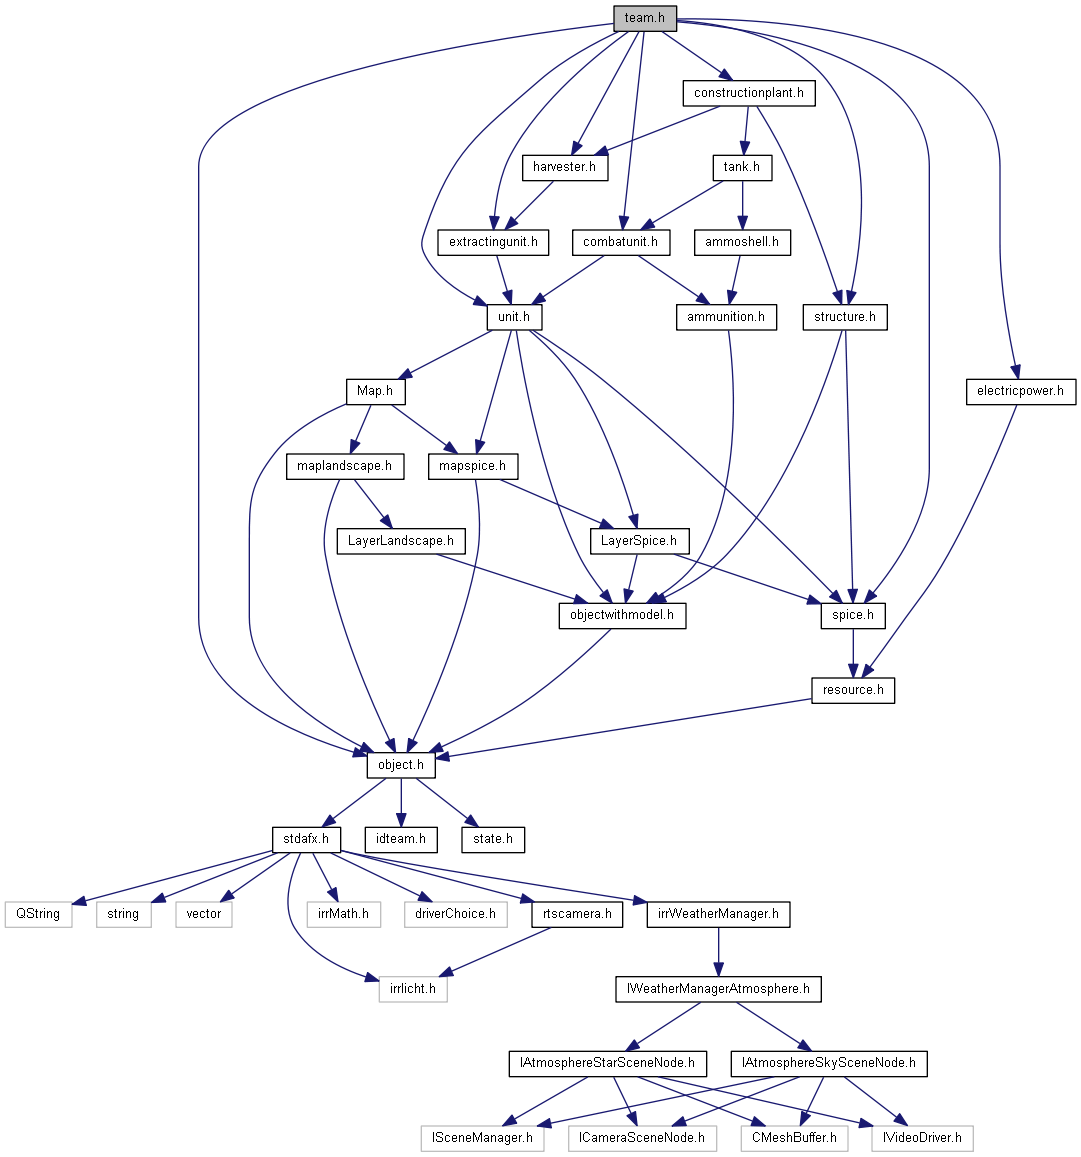 team.h
constructionplant.h
harvester.h
tank.h
extractingunit.h
combatunit.h
ammoshell.h
unit.h
ammunition.h
structure.h
Map.h
electricpower.h
maplandscape.h
mapspice.h
LayerLandscape.h
LayerSpice.h
objectwithmodel.h
spice.h
resource.h
object.h
stdafx.h
idteam.h
state.h
QString
string
vector
irrMath.h
driverChoice.h
rtscamera.h
irrWeatherManager.h
irrlicht.h
IWeatherManagerAtmosphere.h
IAtmosphereStarSceneNode.h
IAtmosphereSkySceneNode.h
ISceneManager.h
ICameraSceneNode.h
CMeshBuffer.h
IVideoDriver.h